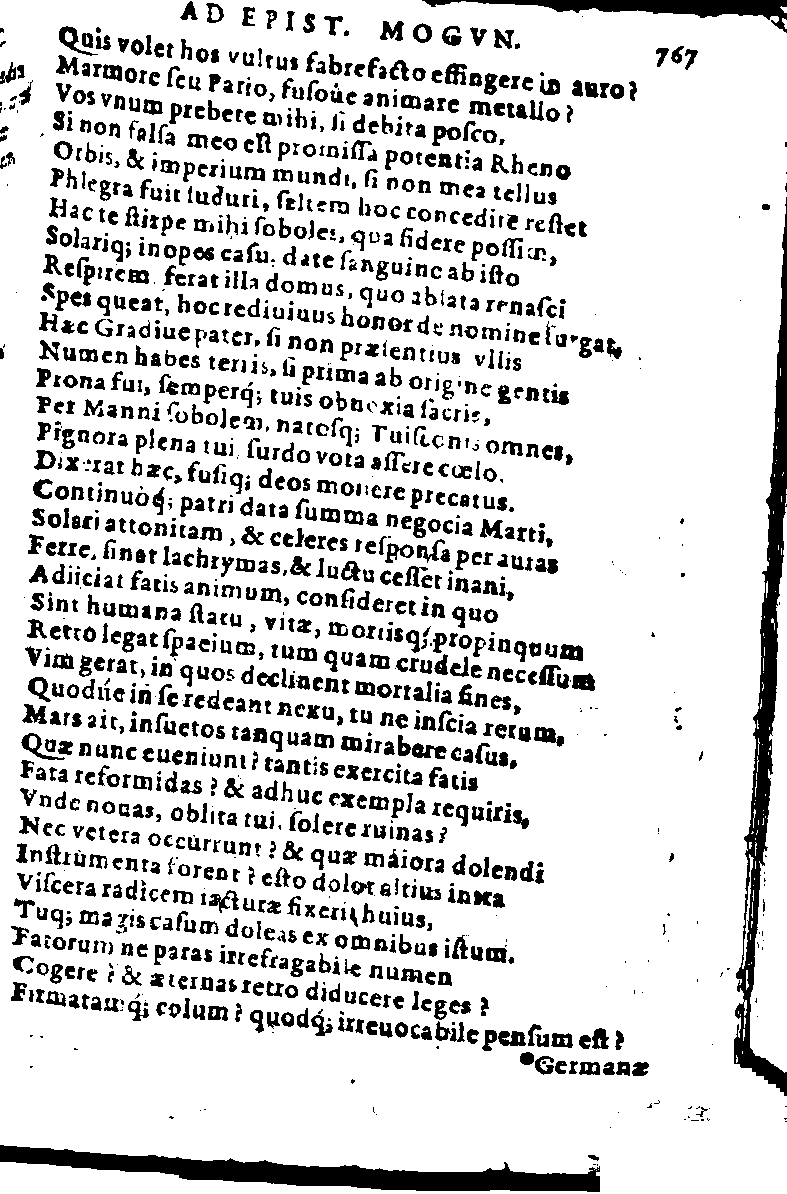 AD EPIST. MOGVN. 767
Quis volet hos vultus fabrefacto effingere in auro?
Marmore ſeu Pario, fuſoúe animare metallo?
Vos vnum prebere mihi, ſi debita poſco,
Si non falſa meo eſt promiſſa potentia Rheno
Orbis, & imperium mundi, ſi non mea tellus
Phlegra fuit luduri, ſaltem hoc concedite reſtet
Hac te ſtirpe mihi ſoboles, qua fidere poſſim,
Solariq; inopes caſu: date ſanguine ab iſto
Reſpirem ferat illa domus, quo ablata renaſci
Spes queat, hoc rediuiuus honor de nomine ſurgat,
Hæc Gradiue pater, ſi non præſentius vllis
Numen habes terris, ſi prima ab origine gentis
Prona fui, ſemperq́; tuis obnoxia ſacris,
Per Manni ſobolem, natoſq; Tuiſconis omnes,
Pignora plena tui, ſurdo vota aſſere cœlo.
Dixerat hæc, fuſiq; deos mouere precatus.
Continuòq́; patri data ſumma negocia Marti,
Solari attonitam, & celeres reſponſa per auras
Ferre, ſinat lachrymas, & luctu ceſſet inani,
Adijciat fatis animum, conſideret in quo
Sint humana ſtatu, vitæ, mortisq́; propinquum
Retro legat ſpacium, tum quam crudele neceſſum
Vim gerat, in quos declinent mortalia fines,
Quodúe in ſe redeant nexu, tu ne inſcia rerum,
Mars ait, inſuetos tanquam mirabere caſus,
Quæ nunc eueniunt? tantis exercita fatis
Fata reformidas? & adhuc exempla requiris,
Vnde nouas, oblita tui, ſolere ruinas?
Nec vetera occurrunt? & quæ maiora dolendi
Inſtrumenta forent? eſto dolor altius
Viſcera radicem iacturæ fixerit huius,
Tuq; magis caſum doleas ex omnibus iſtum.
Fatorum ne paras irrefragabile numen
Cogere? & æternas retro diducere leges?
Firmatamq́; colum? quodq́; irreuocabile penſum eſt?
Germanæ